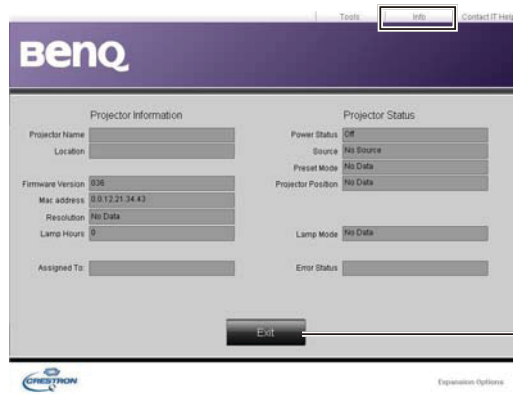 Tools Info Contact IT Help
BenQ
Projector Information
Projector Name
Location
Firmware Version 036
Mac address 0.0.12.21.34.43
Resolution No Data
Lamp Hours 0
Assigned To:
Projector Status
Power Status Off
Source No Source
Preset Mode No Data
Projector Position No Data
Lamp Mode No Data
Error Status
Exit
CRESTRON
Expansion Options